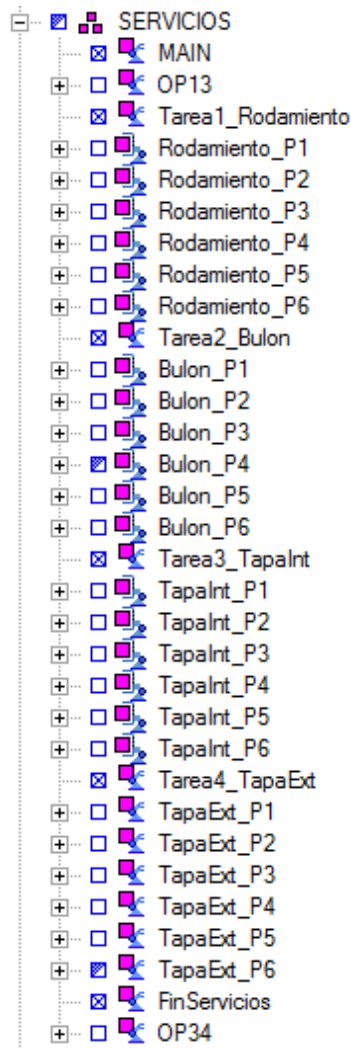 SERVICIOS
MAIN
OP13
Tarea1_Rodamiento
Rodamiento_P1
Rodamiento_P2
Rodamiento_P3
Rodamiento_P4
Rodamiento_P5
Rodamiento_P6
Tarea2_Bulon
Bulon_P1
Bulon_P2
Bulon_P3
Bulon_P4
Bulon_P5
Bulon_P6
Tarea3_TapaInt
TapaInt_P1
TapaInt_P2
TapaInt_P3
TapaInt_P4
TapaInt_P5
TapaInt_P6
Tarea4_TapaExt
TapaExt_P1
TapaExt_P2
TapaExt_P3
TapaExt_P4
TapaExt_P5
TapaExt_P6
FinServicios
OP34